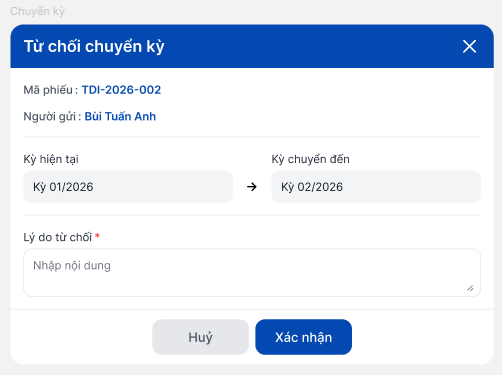 Chuyển kỳ
Từ chối chuyển kỳ
Mã phiếu : TDI-2026-002
Người gửi : Bùi Tuấn Anh
Kỳ hiện tại
Kỳ chuyển đến
Kỳ 01/2026 → Kỳ 02/2026
Lý do từ chối *
Nhập nội dung
Huỷ
Xác nhận